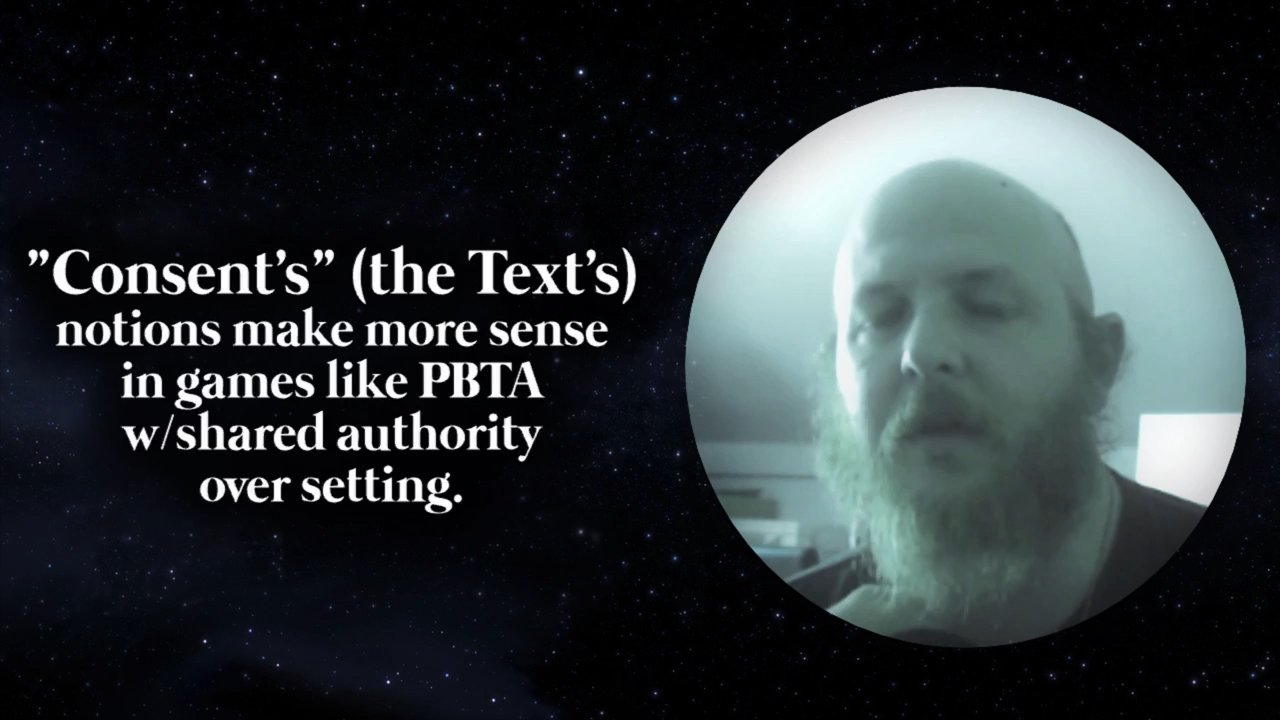 ”Consent’s” (the Text’s)
notions make more sense
in games like PBTA
w/shared authority
over setting.